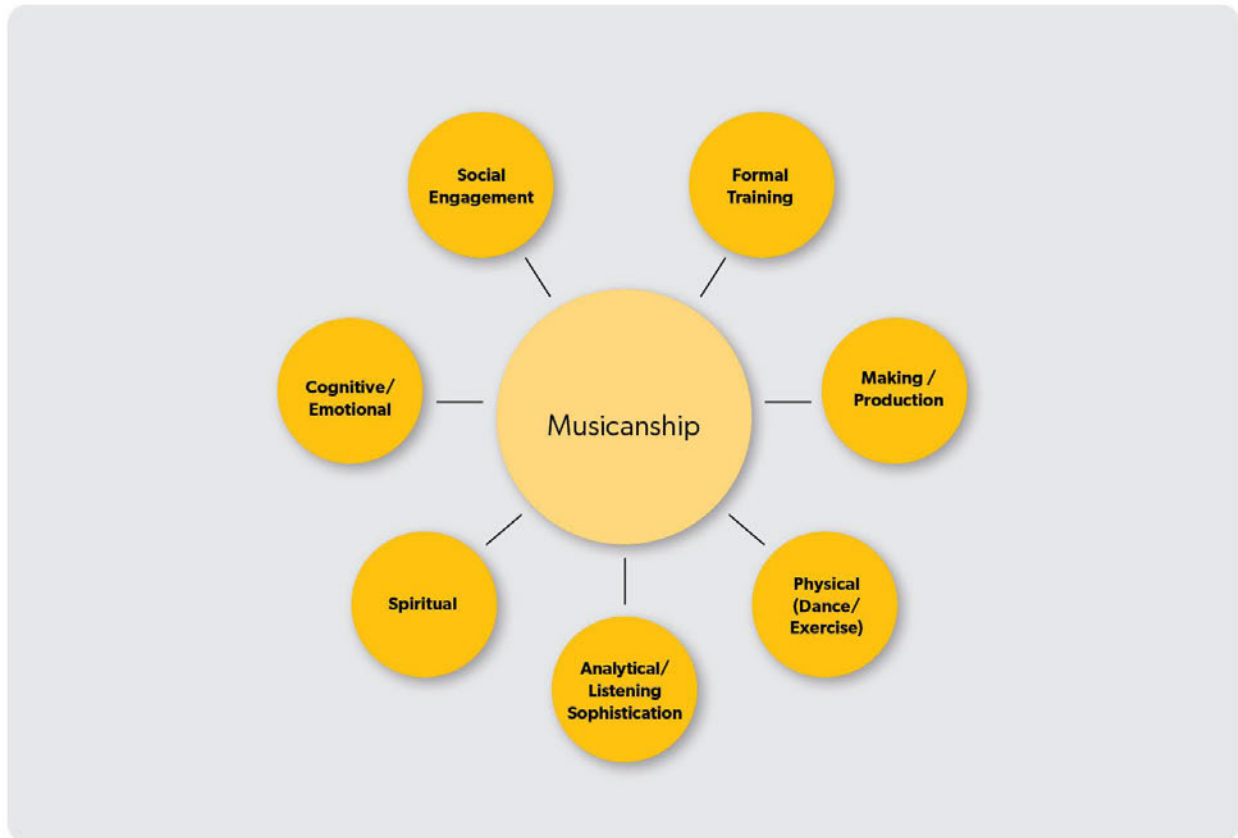 Social
Engagement
Formal
Training
Cognitive/
Emotional
Making /
Production
Musicanship
Spiritual
Physical
(Dance/
Exercise)
Analytical/
Listening
Sophistication